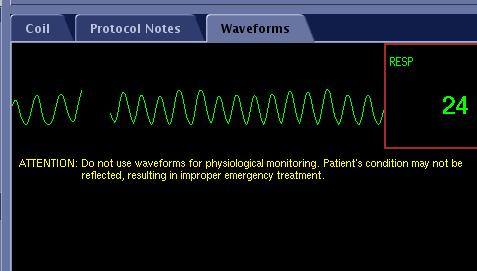 Coil
Protocol Notes
Waveforms
RESP
24
ATTENTION: Do not use waveforms for physiological monitoring. Patient's condition may not be
reflected, resulting in improper emergency treatment.